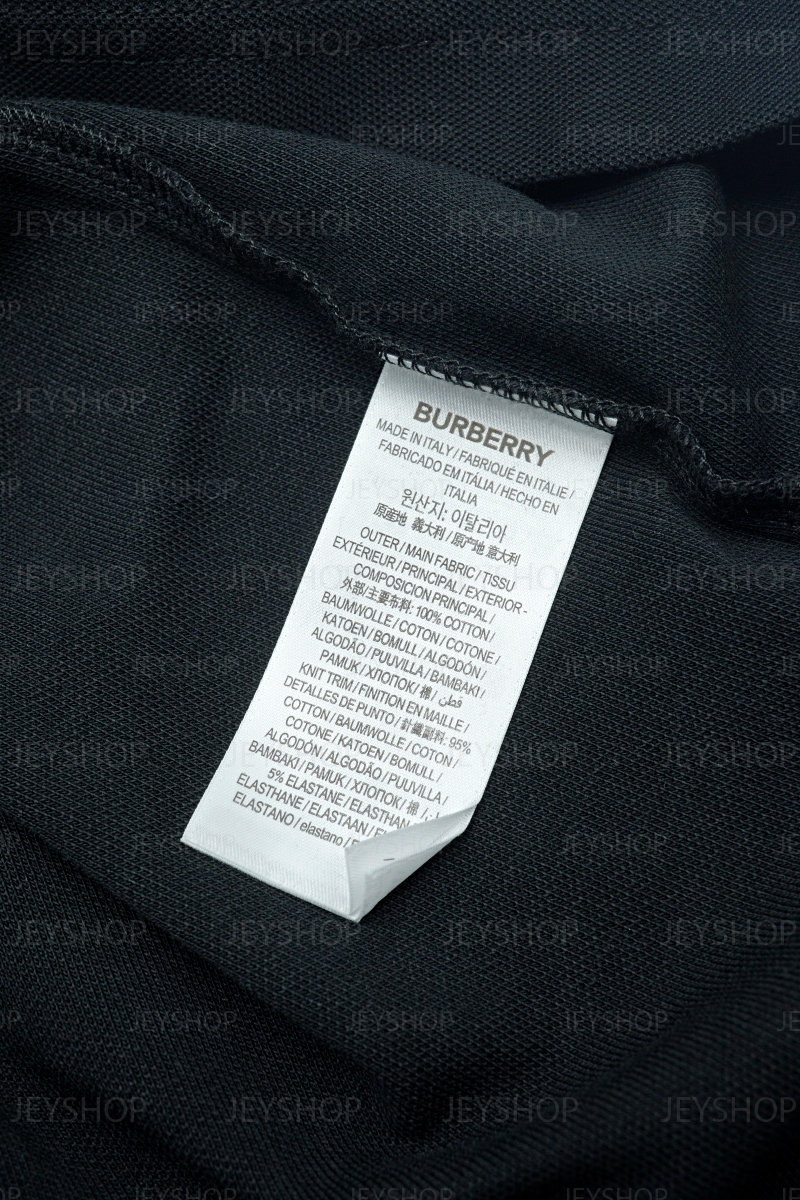 BURBERRY
MADE IN ITALY / FABRIQUÉ EN ITALIE /
FABRICADO EM ITÁLIA / HECHO EN
ITALIA
원산지: 이탈리아
原産地 義大利 / 原产地 意大利
OUTER / MAIN FABRIC / TISSU
EXTÉRIEUR / PRINCIPAL / EXTERIOR -
COMPOSICION PRINCIPAL /
外部/主要布料: 100% COTTON /
BAUMWOLLE / COTON / COTONE /
KATOEN / BOMULL / ALGODÓN /
ALGODÃO / PUUVILLA / BAMBAKI /
PAMUK / ХЛОПОК / 棉 / قطن /
KNIT TRIM / FINITION EN MAILLE /
DETALLES DE PUNTO / 針織副料: 95%
COTTON / BAUMWOLLE / COTON /
COTONE / KATOEN / BOMULL /
ALGODÓN / ALGODÃO / PUUVILLA /
BAMBAKI / PAMUK / ХЛОПОК / 棉 /
5% ELASTANE / ELASTHAN
ELASTHANE / ELASTAAN /
ELASTANO / elastano /
JEYSHOP